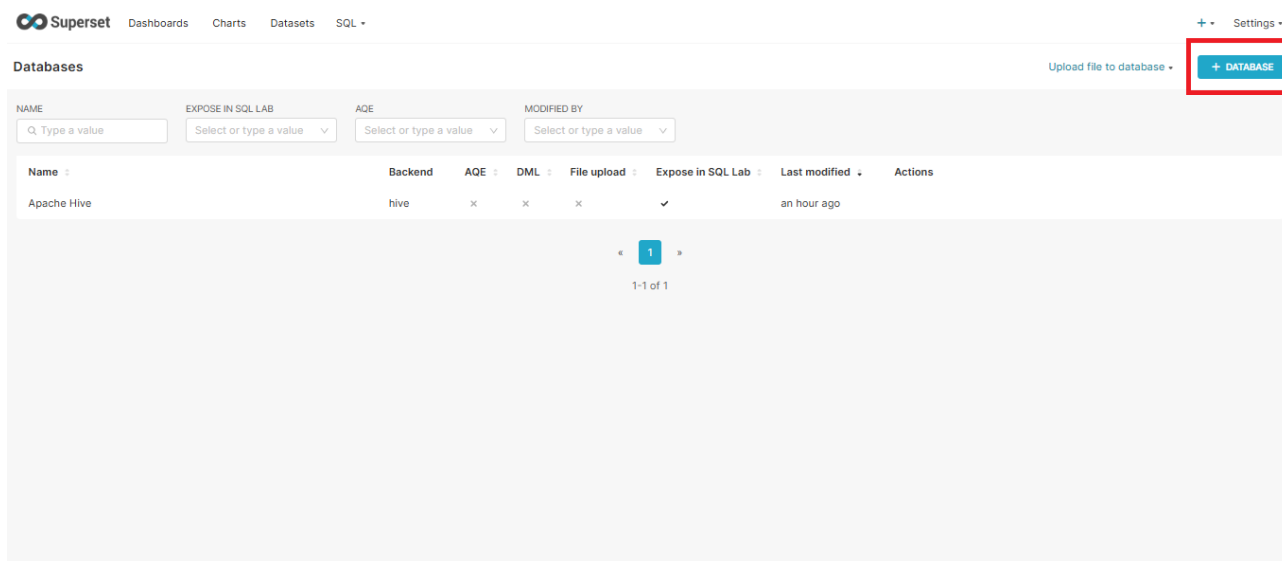 Superset Dashboards Charts Datasets SQL + Settings
Databases Upload file to database + DATABASE
NAME EXPOSE IN SQL LAB AQE MODIFIED BY
Type a value Select or type a value Select or type a value Select or type a value
Name Backend AQE DML File upload Expose in SQL Lab Last modified Actions
Apache Hive hive an hour ago
« 1 »
1-1 of 1